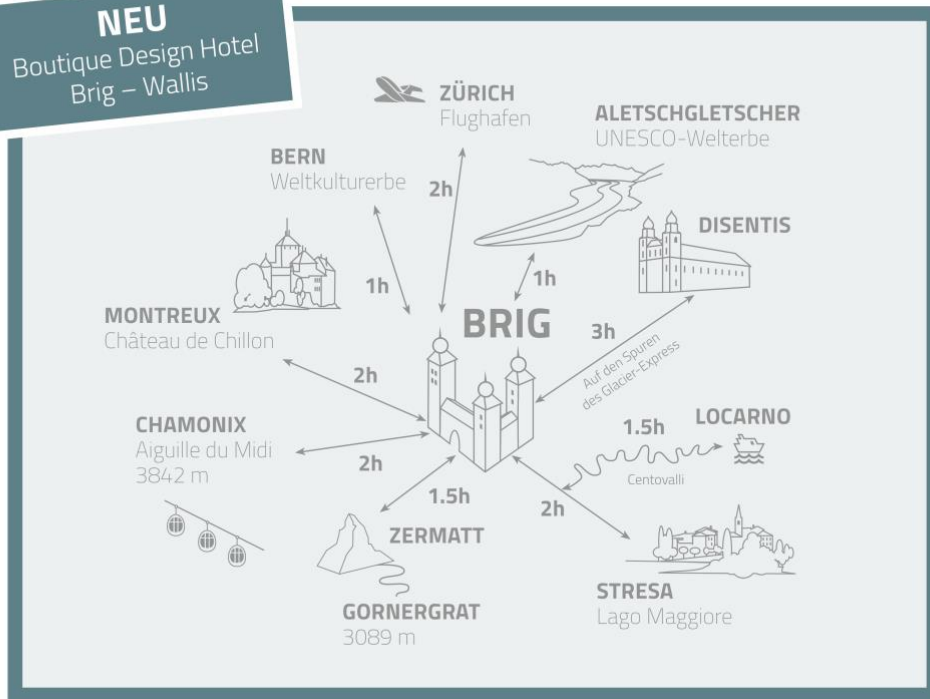 NEU
Boutique Design Hotel
Brig – Wallis
ZÜRICH
Flughafen
ALETSCHGLETSCHER
UNESCO-Welterbe
BERN
Weltkulturerbe
2h
DISENTIS
1h
1h
MONTREUX
Château de Chillon
BRIG
3h
Auf den Spuren
des Glacier-Express
2h
CHAMONIX
Aiguille du Midi
3842 m
2h
LOCARNO
1.5h
Centovalli
1.5h
2h
ZERMATT
GORNERGRAT
3089 m
STRESA
Lago Maggiore